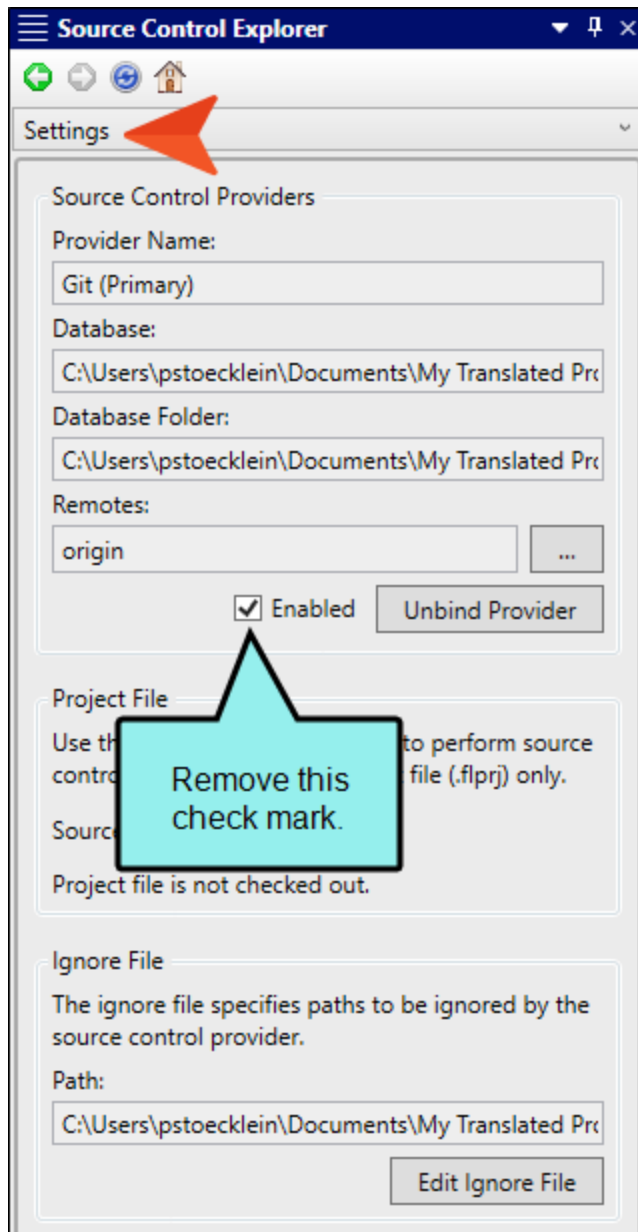 Source Control Explorer
Settings
Source Control Providers
Provider Name:
Git (Primary)
Database:
C:\Users\pstoecklein\Documents\My Translated Pro
Database Folder:
C:\Users\pstoecklein\Documents\My Translated Pro
Remotes:
origin
...
Enabled
Unbind Provider
Project File
Use to perform source
file (.flprj) only.
Remove this
check mark.
Project file is not checked out.
Ignore File
The ignore file specifies paths to be ignored by the
source control provider.
Path:
C:\Users\pstoecklein\Documents\My Translated Pro
Edit Ignore File